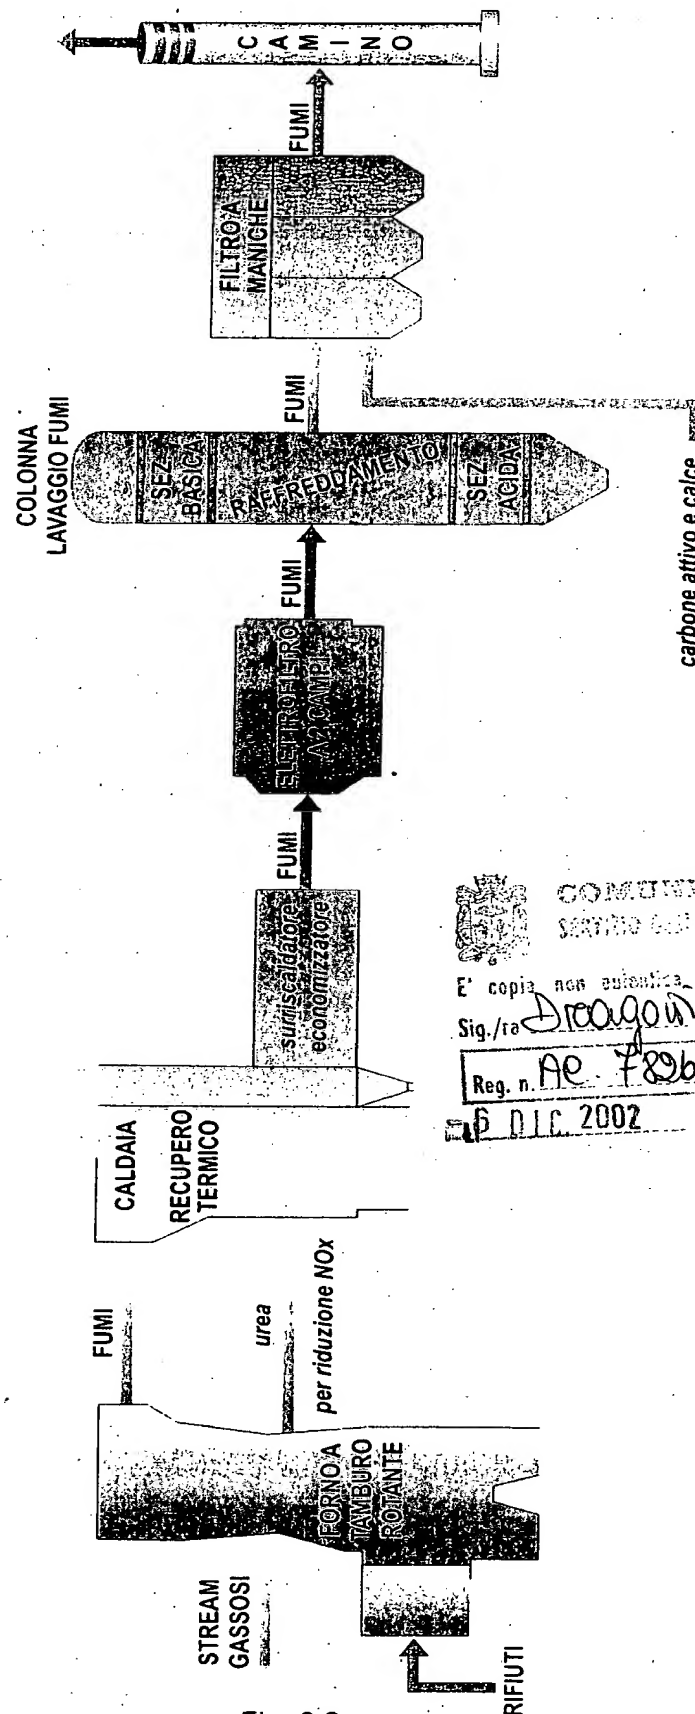 CAMINO
FUMI
FILTRO A
MANICHE
COLONNA
LAVAGGIO FUMI
FUMI
SEZ.
BASICA
RAFFREDDAMENTO
SEZ.
ACIDA
carbone attivo e calce
FUMI
ELETTROFILTRO
A 2 CAMPI
FUMI
surriscaldatore
economizzatore
E' copia non autentica
Sig./ra
Reg. n.
6 DIC. 2002
CALDAIA
RECUPERO
TERMICO
FUMI
urea
per riduzione NOx
FORNO A
TAMBURO
ROTANTE
STREAM
GASSOSI
RIFIUTI